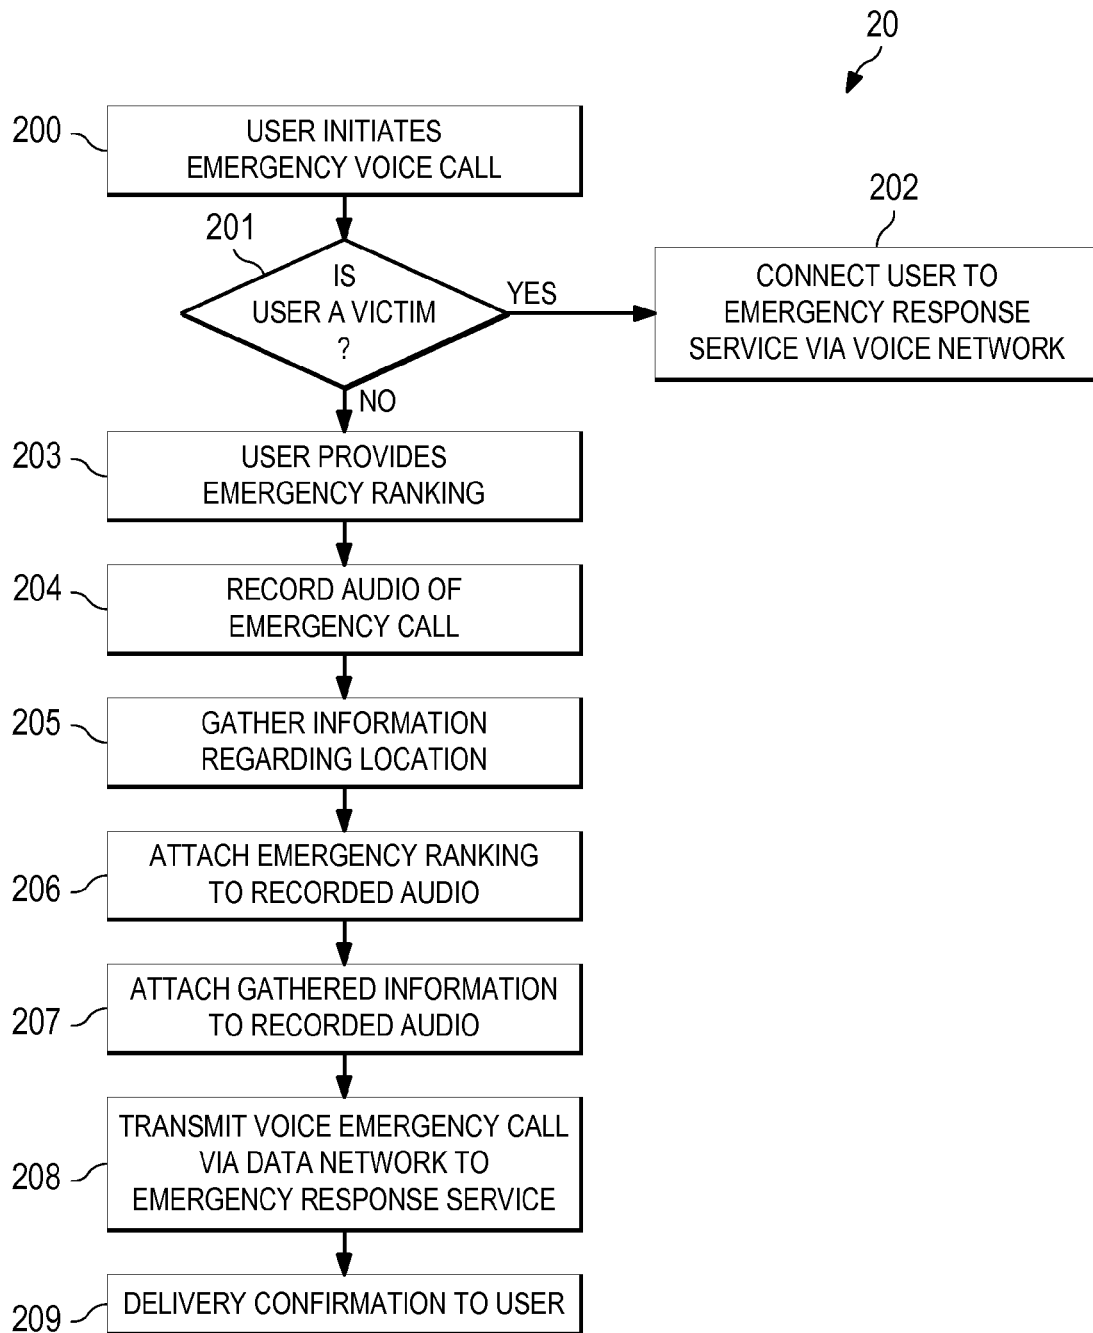 20
200
USER INITIATES
EMERGENCY VOICE CALL
201
IS
USER A VICTIM
?
YES
202
CONNECT USER TO
EMERGENCY RESPONSE
SERVICE VIA VOICE NETWORK
NO
203
USER PROVIDES
EMERGENCY RANKING
204
RECORD AUDIO OF
EMERGENCY CALL
205
GATHER INFORMATION
REGARDING LOCATION
206
ATTACH EMERGENCY RANKING
TO RECORDED AUDIO
207
ATTACH GATHERED INFORMATION
TO RECORDED AUDIO
208
TRANSMIT VOICE EMERGENCY CALL
VIA DATA NETWORK TO
EMERGENCY RESPONSE SERVICE
209
DELIVERY CONFIRMATION TO USER